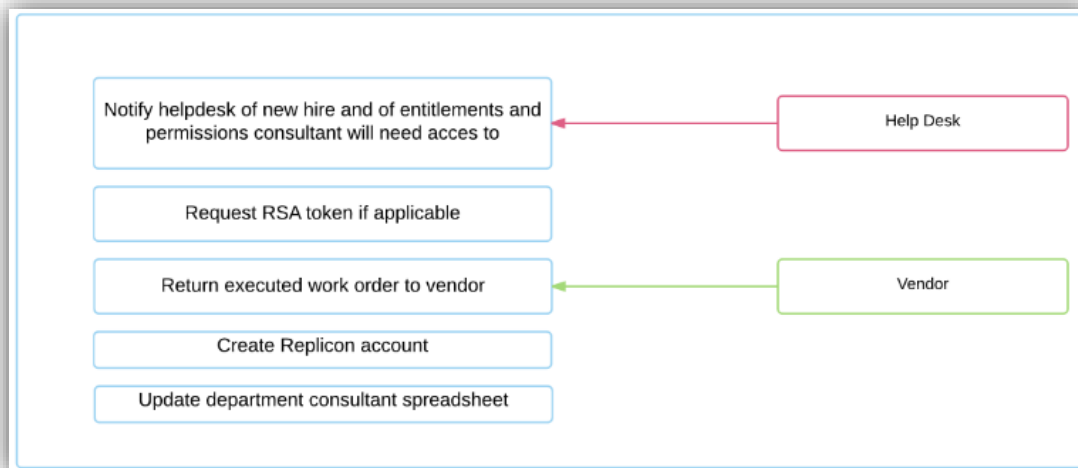 Notify helpdesk of new hire and of entitlements and
permissions consultant will need acces to
Help Desk
Request RSA token if applicable
Return executed work order to vendor
Vendor
Create Replicon account
Update department consultant spreadsheet